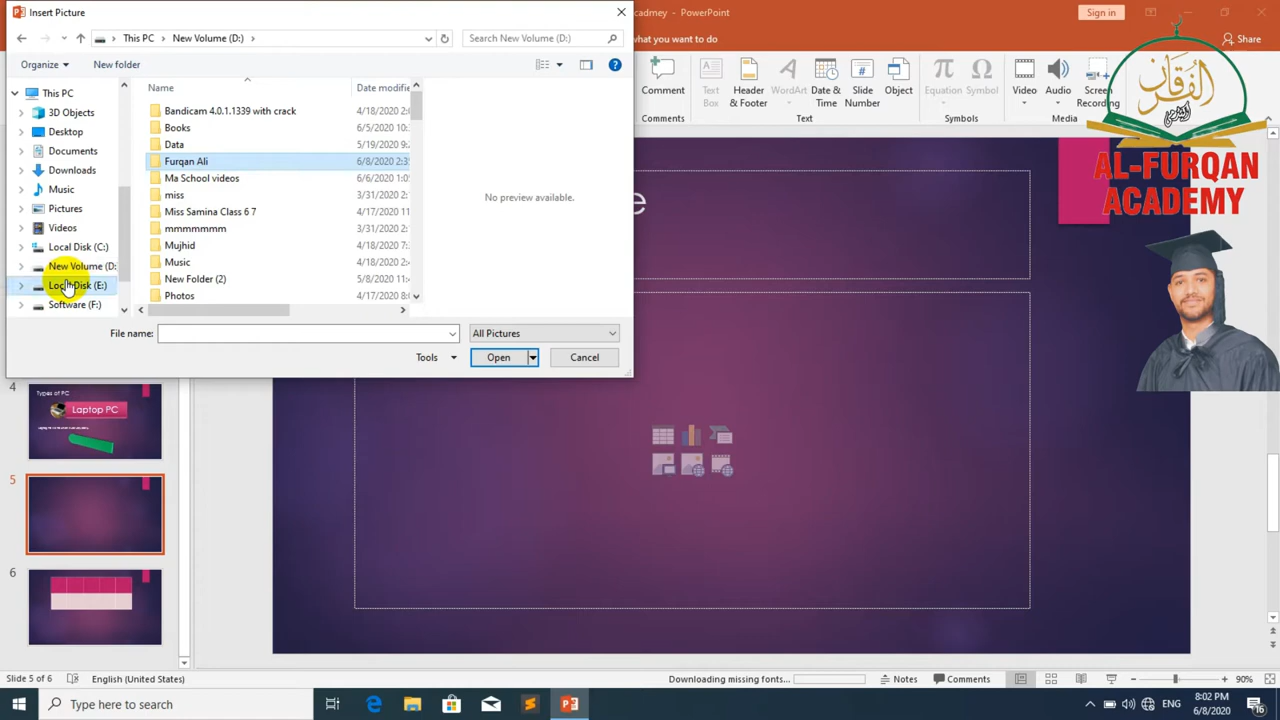 Insert Picture
cadmey - PowerPoint
Sign in
This PC
New Volume (D:)
Search New Volume (D:)
what you want to do
Share
Organize
New folder
Comment
Text Box
Header & Footer
WordArt
Date & Time
Slide Number
Object
Equation
Symbol
Video
Audio
Screen Recording
Comments
Text
Symbols
Media
This PC
3D Objects
Desktop
Documents
Downloads
Music
Pictures
Videos
Local Disk (C:)
New Volume (D:
Local Disk (E:)
Software (F:)
Name
Date modifie
Bandicam 4.0.1.1339 with crack
4/18/2020 2:
Books
6/5/2020 10:
Data
5/19/2020 9:
Furqan Ali
6/8/2020 2:3
Ma School videos
6/6/2020 1:0
miss
3/31/2020 2:
Miss Samina Class 6 7
4/17/2020 11
mmmmmmm
3/31/2020 2:
Mujhid
4/18/2020 7:
Music
4/18/2020 2:
New Folder (2)
5/8/2020 11:
Photos
4/17/2020 8:
No preview available.
File name:
All Pictures
Tools
Open
Cancel
الفرقان
AL-FURQAN
ACADEMY
e
4
Types of PC
Laptop PC
6
Slide 5 of 6
English (United States)
Downloading missing fonts...
Notes
Comments
90%
Type here to search
ENG
8:02 PM
6/8/2020
16